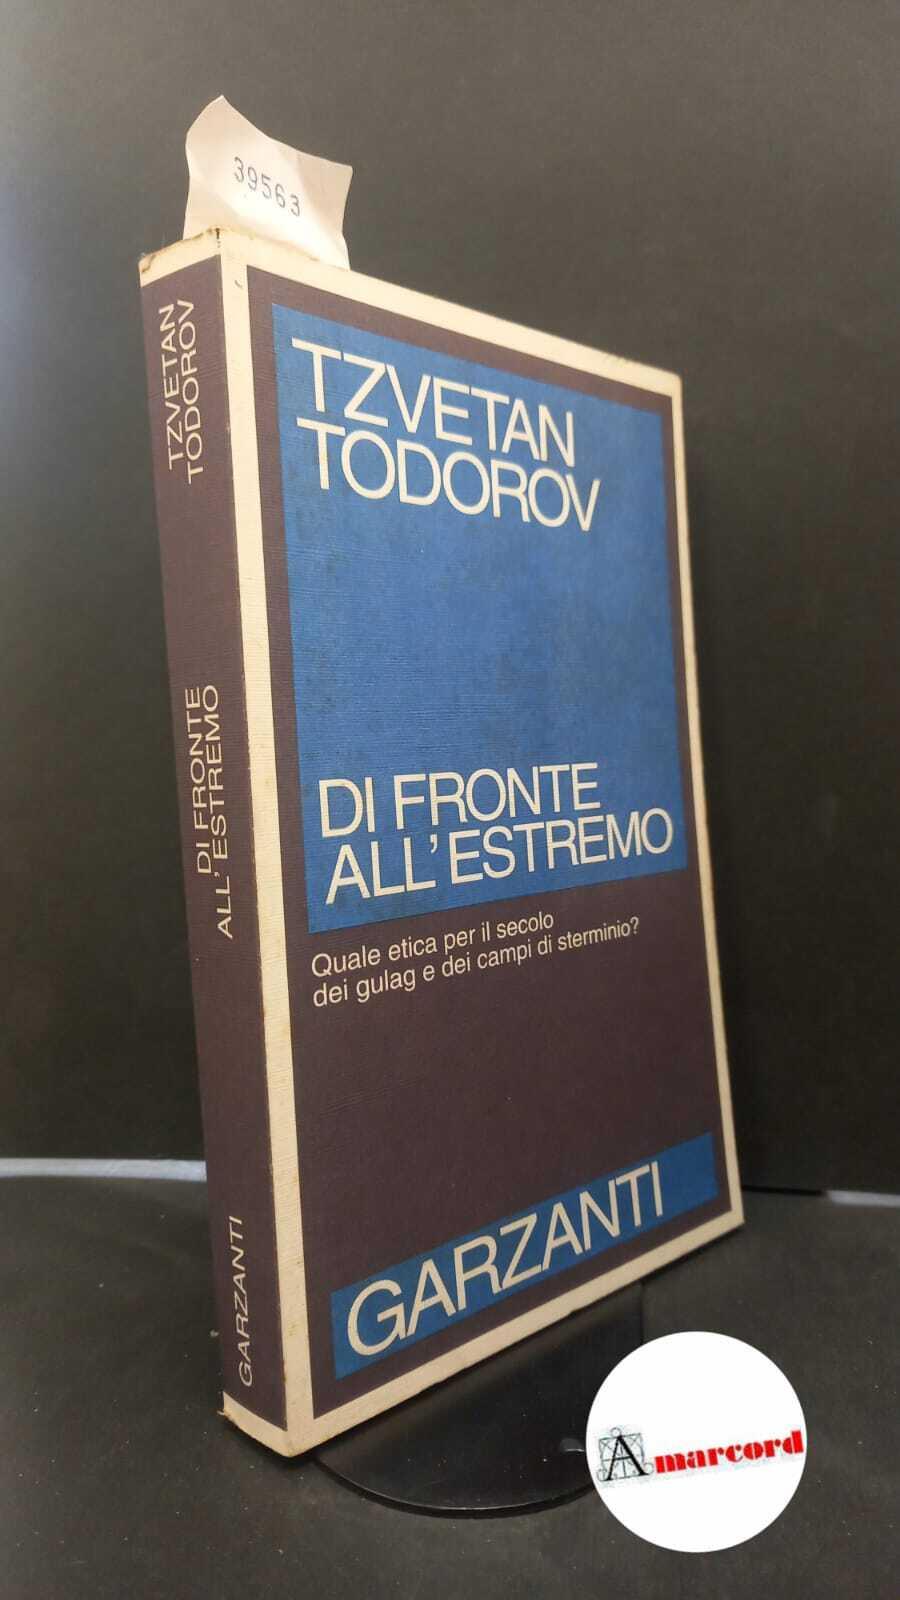 39563
TZVETAN
TODOROV
DI FRONTE
ALL'ESTREMO
GARZANTI
TZVETAN
TODOROV
DI FRONTE
ALL'ESTREMO
Quale etica per il secolo
dei gulag e dei campi di sterminio?
GARZANTI
Amarcord